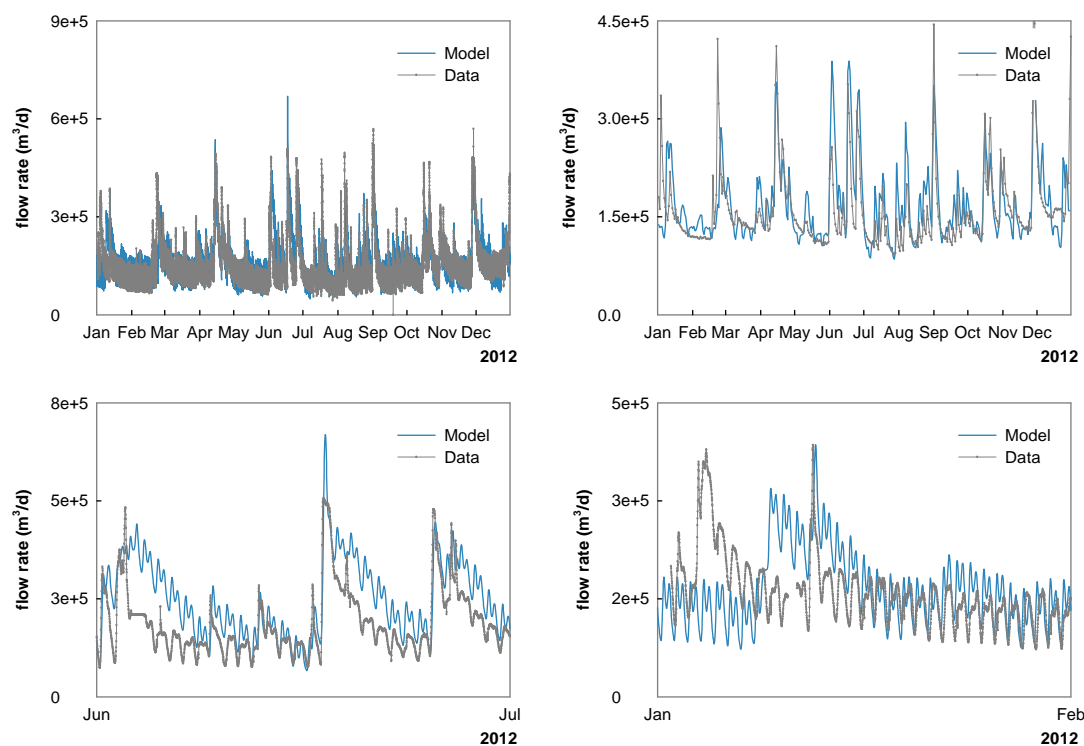 9e+5
6e+5
3e+5
0
flow rate (m³/d)
Model
Data
Jan Feb Mar Apr May Jun Jul Aug Sep Oct Nov Dec
2012
4.5e+5
3.0e+5
1.5e+5
0.0
flow rate (m³/d)
Model
Data
Jan Feb Mar Apr May Jun Jul Aug Sep Oct Nov Dec
2012
8e+5
5e+5
3e+5
0
flow rate (m³/d)
Model
Data
Jun Jul
2012
5e+5
3e+5
2e+5
0
flow rate (m³/d)
Model
Data
Jan Feb
2012